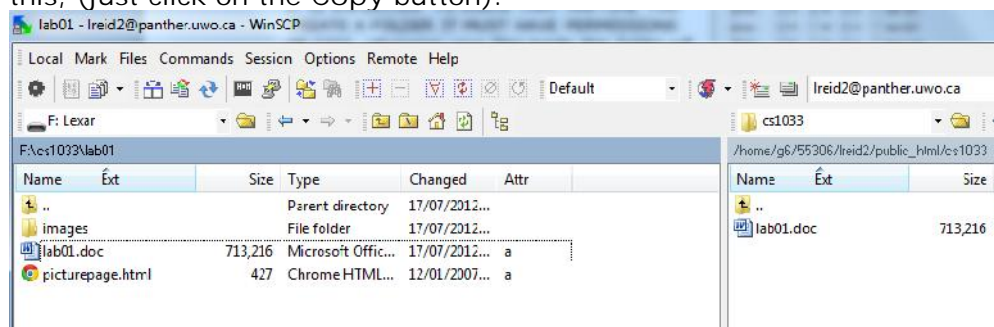 this, (just click on the Copy button):
lab01 - lreid2@panther.uwo.ca - WinSCP
Local Mark Files Commands Session Options Remote Help
Default
lreid2@panther.uwo.ca
F: Lexar
cs1033
F:\cs1033\lab01
/home/g6/55306/lreid2/public_html/cs1033
Name Ext Size Type Changed Attr
Name Ext Size
.. Parent directory 17/07/2012...
..
images File folder 17/07/2012...
lab01.doc 713,216
lab01.doc 713,216 Microsoft Offic... 17/07/2012... a
picturepage.html 427 Chrome HTML... 12/01/2007... a